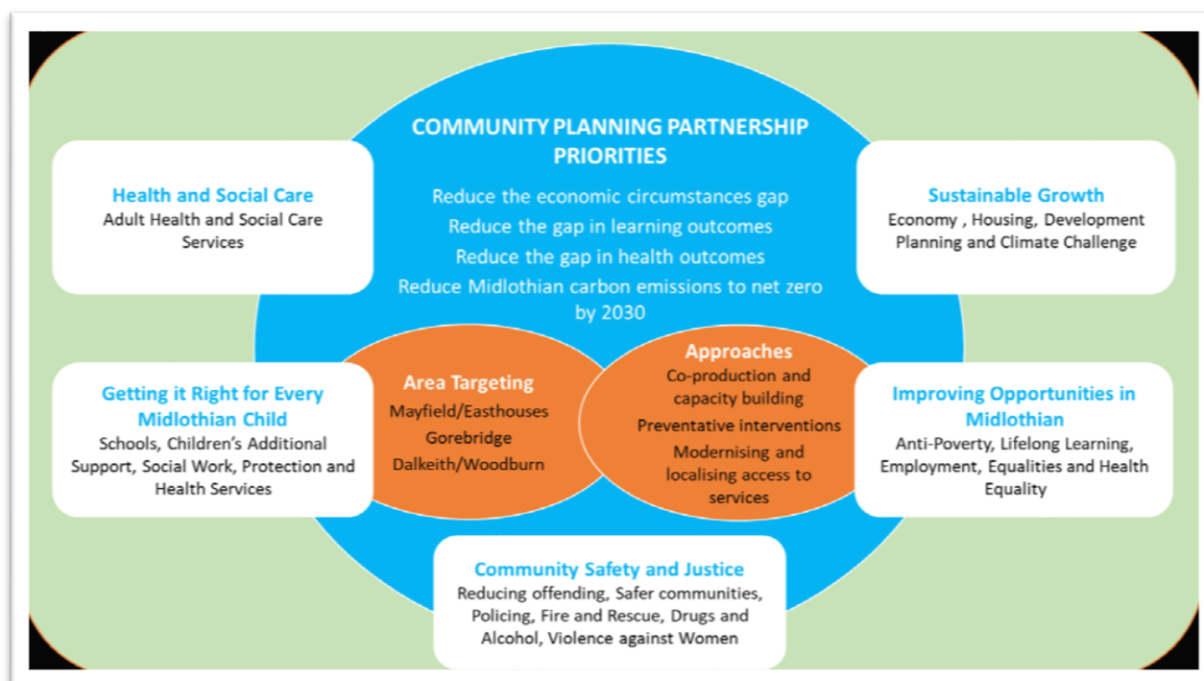 COMMUNITY PLANNING PARTNERSHIP
PRIORITIES
Reduce the economic circumstances gap
Reduce the gap in learning outcomes
Reduce the gap in health outcomes
Reduce Midlothian carbon emissions to net zero
by 2030
Health and Social Care
Adult Health and Social Care
Services
Sustainable Growth
Economy , Housing, Development
Planning and Climate Challenge
Getting it Right for Every
Midlothian Child
Schools, Children's Additional
Support, Social Work, Protection and
Health Services
Area Targeting
Mayfield/Easthouses
Gorebridge
Dalkeith/Woodburn
Approaches
Co-production and
capacity building
Preventative interventions
Modernising and
localising access to
services
Improving Opportunities in
Midlothian
Anti-Poverty, Lifelong Learning,
Employment, Equalities and Health
Equality
Community Safety and Justice
Reducing offending, Safer communities,
Policing, Fire and Rescue, Drugs and
Alcohol, Violence against Women